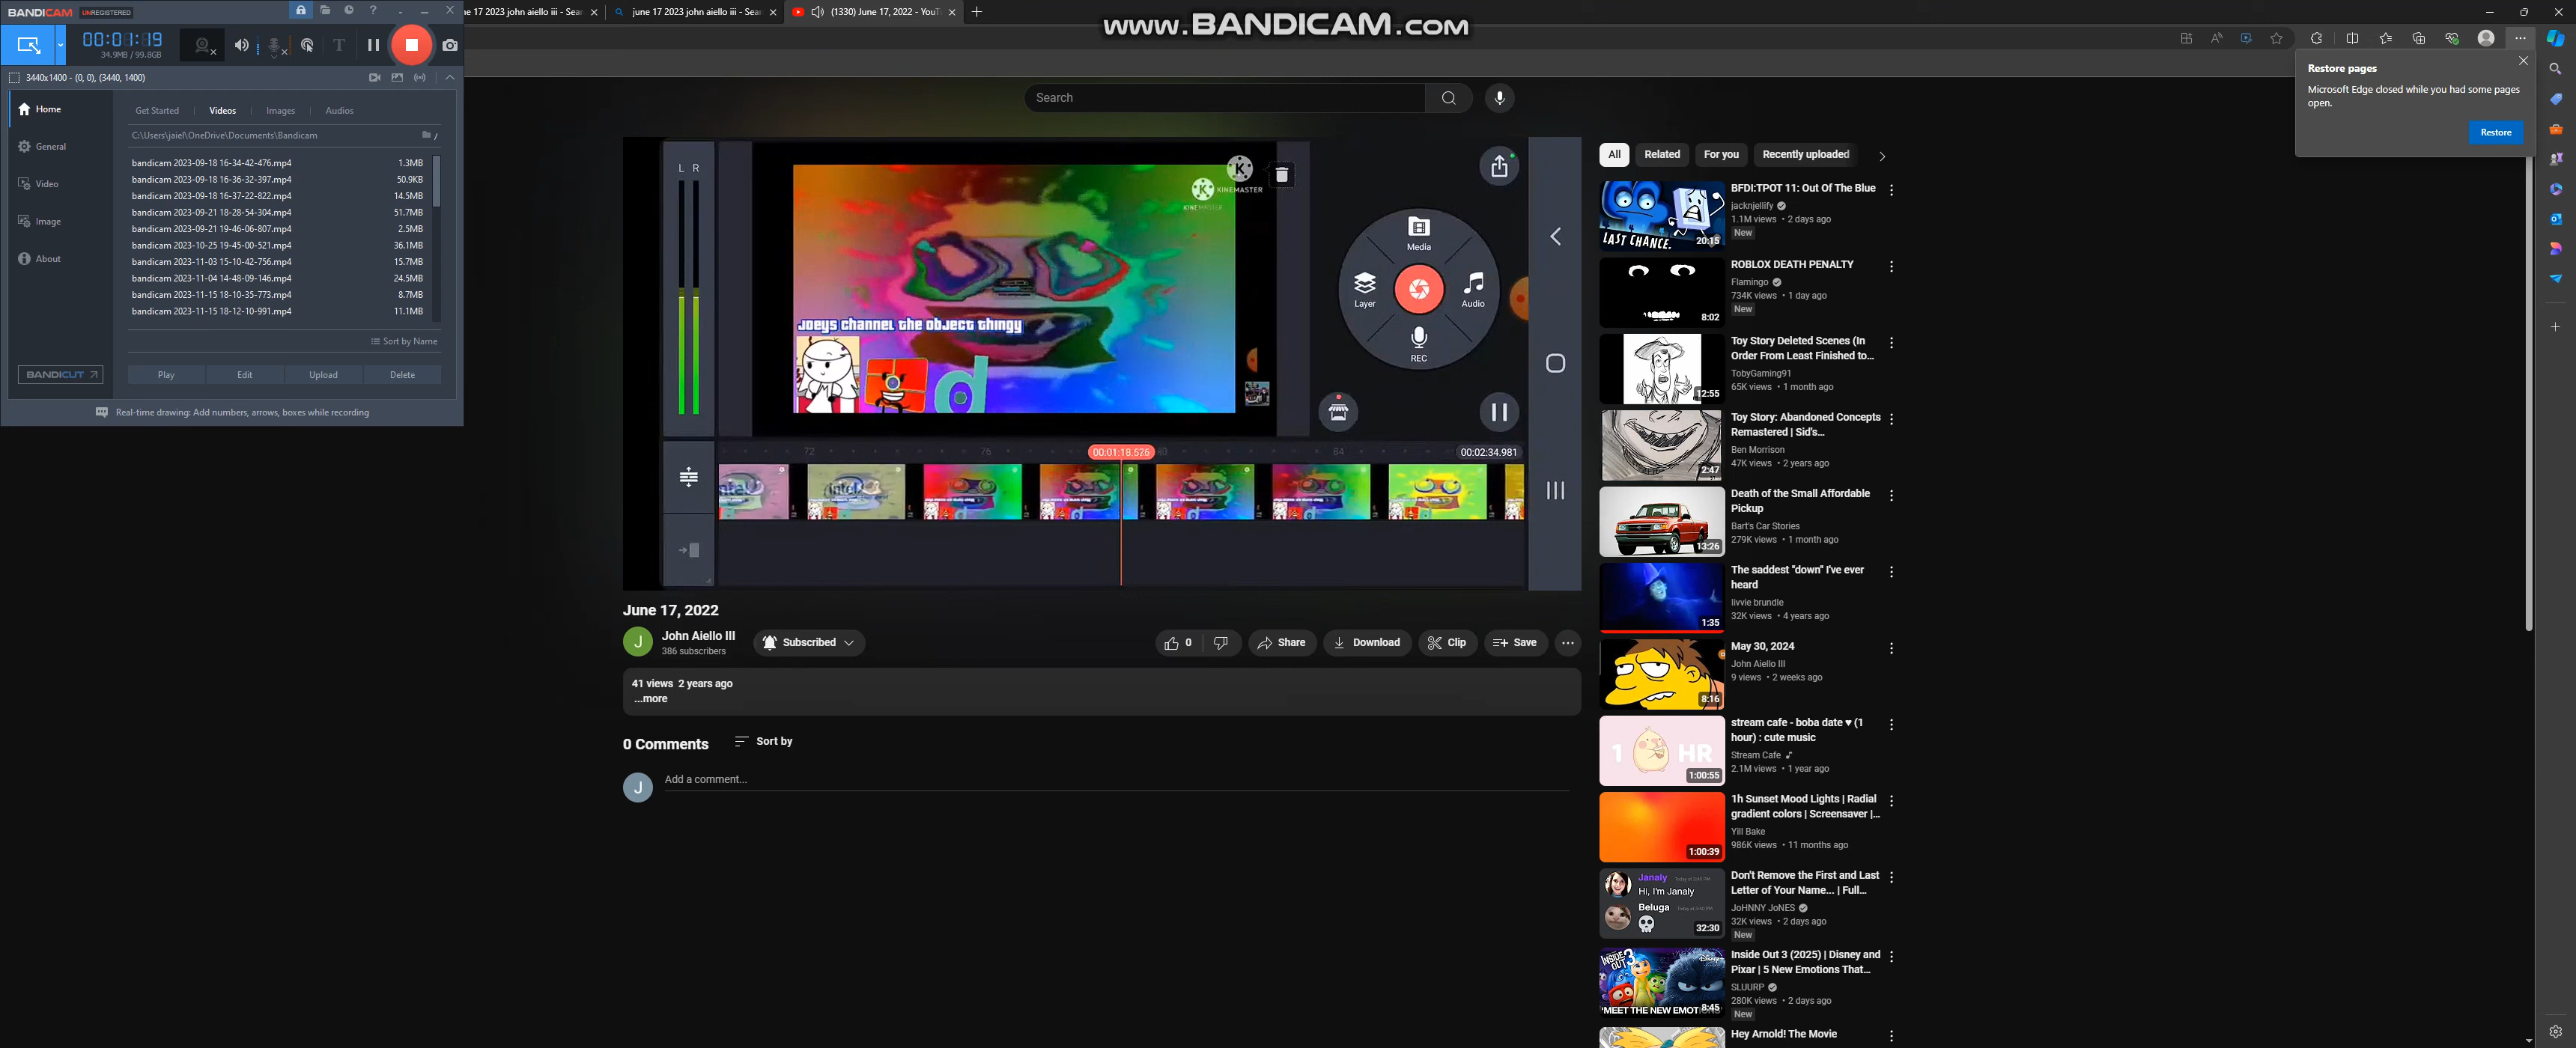 BANDICAM UNREGISTERED
ne 17 2023 john aiello iii - Sear
june 17 2023 john aiello iii - Sear
(1330) June 17, 2022 - YouT
www.BANDICAM.com
00:01:19
34.9MB / 99.8GB
3440x1400 - (0, 0), (3440, 1400)
Home
General
Video
Image
About
BANDICUT
Get Started
Videos
Images
Audios
C:\Users\jaiel\OneDrive\Documents\Bandicam
bandicam 2023-09-18 16-34-42-476.mp4 1.3MB
bandicam 2023-09-18 16-36-32-397.mp4 50.9KB
bandicam 2023-09-18 16-37-22-822.mp4 14.5MB
bandicam 2023-09-21 18-28-54-304.mp4 51.7MB
bandicam 2023-09-21 19-46-06-807.mp4 2.5MB
bandicam 2023-10-25 19-45-00-521.mp4 36.1MB
bandicam 2023-11-03 15-10-42-756.mp4 15.7MB
bandicam 2023-11-04 14-48-09-146.mp4 24.5MB
bandicam 2023-11-15 18-10-35-773.mp4 8.7MB
bandicam 2023-11-15 18-12-10-991.mp4 11.1MB
Sort by Name
Play Edit Upload Delete
Real-time drawing: Add numbers, arrows, boxes while recording
Restore pages
Microsoft Edge closed while you had some pages
open.
Restore
Search
L R
KINEMASTER
KINEMASTER
joeys channel the object thingy
d
Media
Layer
Audio
REC
72
76
00:01:18.576
84
00:02:34.981
June 17, 2022
John Aiello III
386 subscribers
Subscribed
0
Share
Download
Clip
Save
41 views 2 years ago
...more
0 Comments
Sort by
J
Add a comment...
All Related For you Recently uploaded
LAST CHANCE.
20:15
BFDI:TPOT 11: Out Of The Blue
jacknjellify
1.1M views • 2 days ago
New
8:02
ROBLOX DEATH PENALTY
Flamingo
734K views • 1 day ago
New
12:55
Toy Story Deleted Scenes (In
Order From Least Finished to...
TobyGaming91
65K views • 1 month ago
2:47
Toy Story: Abandoned Concepts
Remastered | Sid's...
Ben Morrison
47K views • 2 years ago
13:26
Death of the Small Affordable
Pickup
Bart's Car Stories
279K views • 1 month ago
1:35
The saddest "down" I've ever
heard
livvie brundle
32K views • 4 years ago
8:16
May 30, 2024
John Aiello III
9 views • 2 weeks ago
1 HR
1:00:55
stream cafe - boba date ♥ (1
hour) : cute music
Stream Cafe
2.1M views • 1 year ago
1:00:39
1h Sunset Mood Lights | Radial
gradient colors | Screensaver |...
Yill Bake
986K views • 11 months ago
Janaly
Hi, I'm Janaly
Beluga
32:30
Don't Remove the First and Last
Letter of Your Name... | Full...
JoHNNY JoNES
32K views • 2 days ago
New
INSIDE OUT 3
MEET THE NEW EMOT
8:45
Inside Out 3 (2025) | Disney and
Pixar | 5 New Emotions That...
SLUURP
280K views • 2 days ago
New
Hey Arnold! The Movie